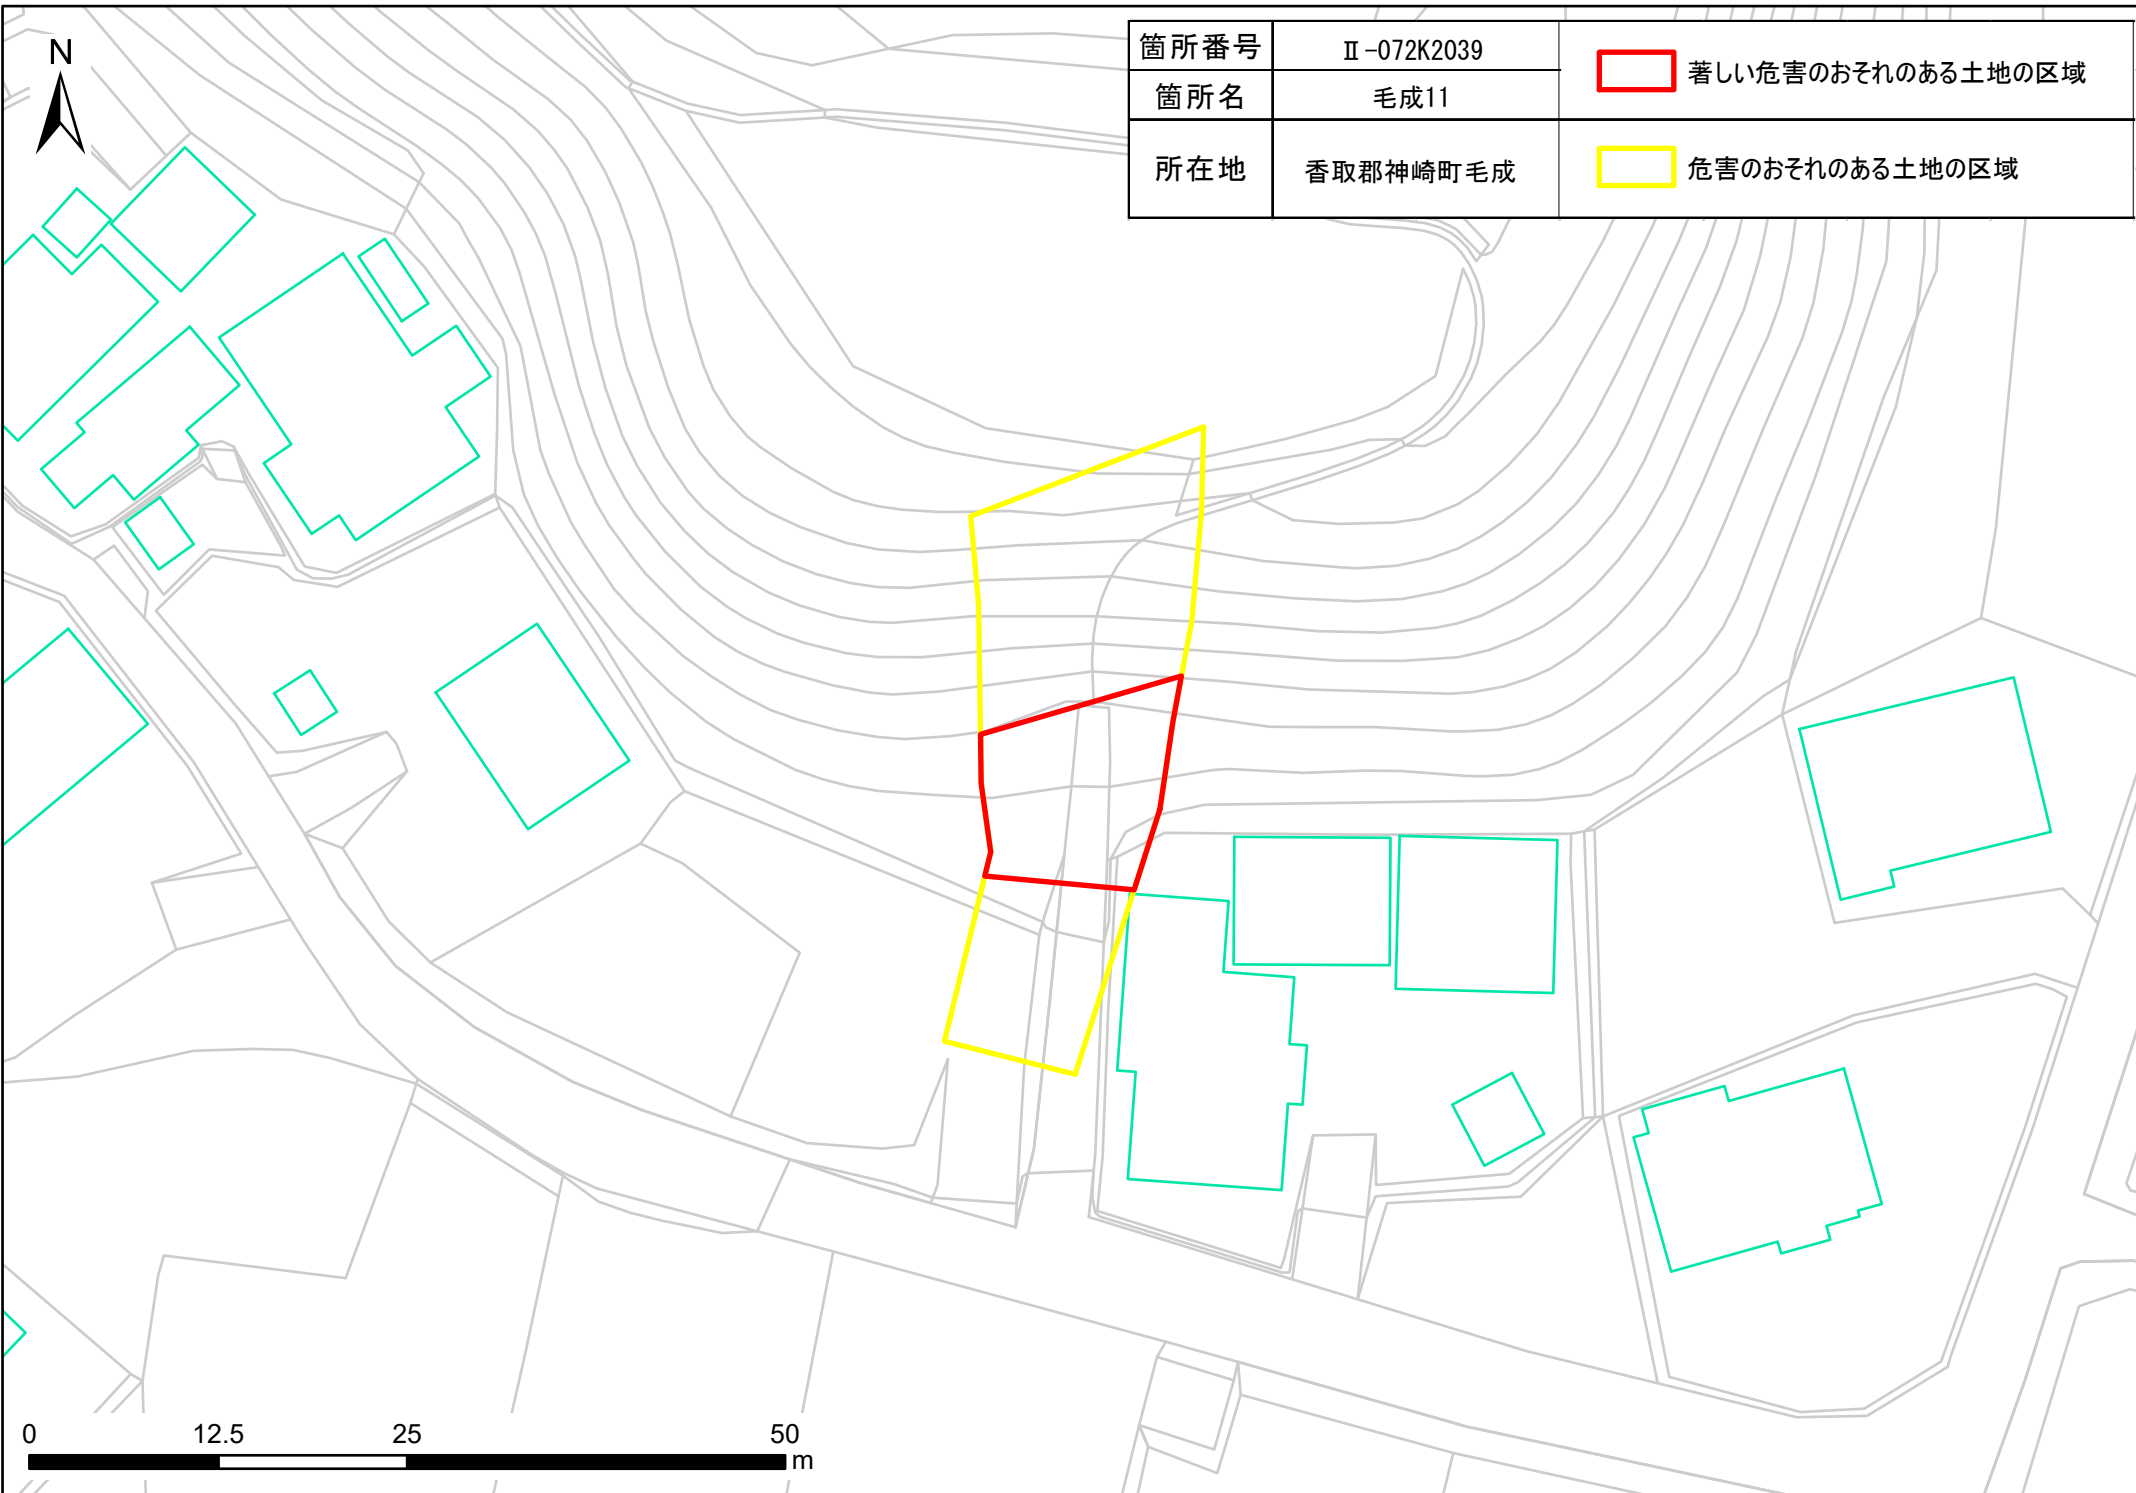 N
箇所番号 Ⅱ-072K2039
箇所名 毛成11
所在地 香取郡神崎町毛成
著しい危害のおそれのある土地の区域
危害のおそれのある土地の区域
0 12.5 25 50
m